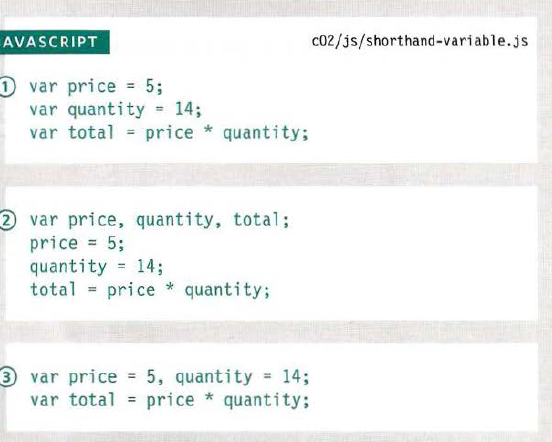 AVASCRIPT c02/js/shorthand-variable.js
1 var price = 5;
var quantity = 14;
var total = price * quantity;
2 var price, quantity, total;
price = 5;
quantity = 14;
total = price * quantity;
3 var price = 5, quantity = 14;
var total = price * quantity;